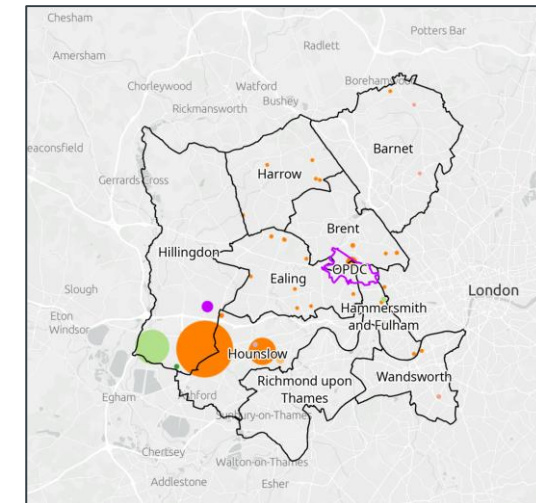 Chesham
Potters Bar
Amersham
Radlett
Chorleywood
Watford
Borehamwood
Rickmansworth
Bushey
Barnet
eaconsfield
Harrow
Gerrards Cross
Brent
Hillingdon
OPDC
Ealing
Slough
London
Hammersmith
and Fulham
Eton
Windsor
Hounslow
Richmond upon
Thames
Wandsworth
Egham
Ashford
Sunbury-on-Thames
Chertsey
Walton-on-Thames
Addlestone
Esher